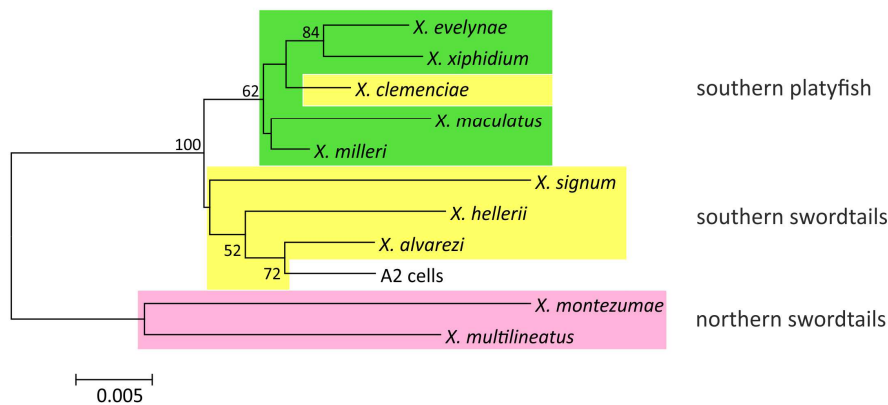 84
X. evelynae
X. xiphidium
62
X. clemenciae
southern platyfish
X. maculatus
100
X. milleri
X. signum
X. hellerii
southern swordtails
52
X. alvarezi
72
A2 cells
X. montezumae
northern swordtails
X. multilineatus
0.005